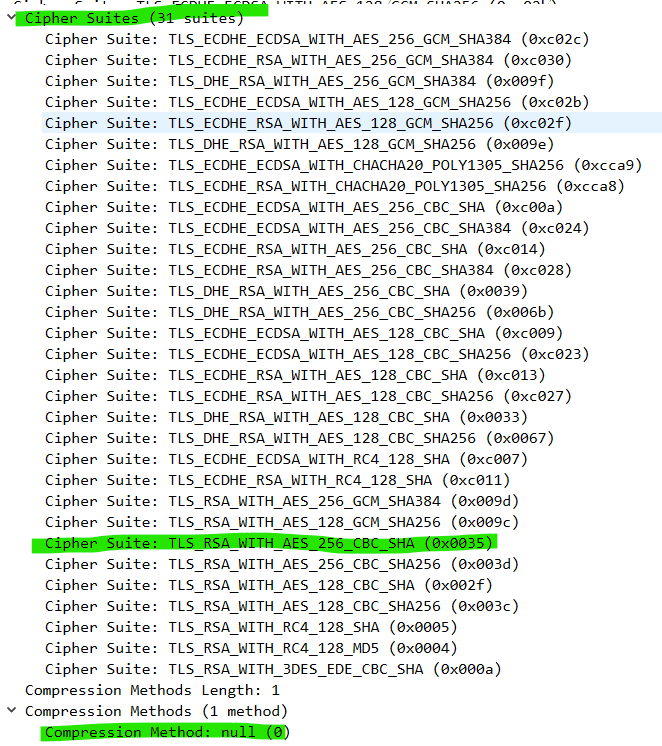 Cipher Suites (31 suites)
Cipher Suite: TLS_ECDHE_ECDSA_WITH_AES_256_GCM_SHA384 (0xc02c)
Cipher Suite: TLS_ECDHE_RSA_WITH_AES_256_GCM_SHA384 (0xc030)
Cipher Suite: TLS_DHE_RSA_WITH_AES_256_GCM_SHA384 (0x009f)
Cipher Suite: TLS_ECDHE_ECDSA_WITH_AES_128_GCM_SHA256 (0xc02b)
Cipher Suite: TLS_ECDHE_RSA_WITH_AES_128_GCM_SHA256 (0xc02f)
Cipher Suite: TLS_DHE_RSA_WITH_AES_128_GCM_SHA256 (0x009e)
Cipher Suite: TLS_ECDHE_ECDSA_WITH_CHACHA20_POLY1305_SHA256 (0xcca9)
Cipher Suite: TLS_ECDHE_RSA_WITH_CHACHA20_POLY1305_SHA256 (0xcca8)
Cipher Suite: TLS_ECDHE_ECDSA_WITH_AES_256_CBC_SHA (0xc00a)
Cipher Suite: TLS_ECDHE_ECDSA_WITH_AES_256_CBC_SHA384 (0xc024)
Cipher Suite: TLS_ECDHE_RSA_WITH_AES_256_CBC_SHA (0xc014)
Cipher Suite: TLS_ECDHE_RSA_WITH_AES_256_CBC_SHA384 (0xc028)
Cipher Suite: TLS_DHE_RSA_WITH_AES_256_CBC_SHA (0x0039)
Cipher Suite: TLS_DHE_RSA_WITH_AES_256_CBC_SHA256 (0x006b)
Cipher Suite: TLS_ECDHE_ECDSA_WITH_AES_128_CBC_SHA (0xc009)
Cipher Suite: TLS_ECDHE_ECDSA_WITH_AES_128_CBC_SHA256 (0xc023)
Cipher Suite: TLS_ECDHE_RSA_WITH_AES_128_CBC_SHA (0xc013)
Cipher Suite: TLS_ECDHE_RSA_WITH_AES_128_CBC_SHA256 (0xc027)
Cipher Suite: TLS_DHE_RSA_WITH_AES_128_CBC_SHA (0x0033)
Cipher Suite: TLS_DHE_RSA_WITH_AES_128_CBC_SHA256 (0x0067)
Cipher Suite: TLS_ECDHE_ECDSA_WITH_RC4_128_SHA (0xc007)
Cipher Suite: TLS_ECDHE_RSA_WITH_RC4_128_SHA (0xc011)
Cipher Suite: TLS_RSA_WITH_AES_256_GCM_SHA384 (0x009d)
Cipher Suite: TLS_RSA_WITH_AES_128_GCM_SHA256 (0x009c)
Cipher Suite: TLS_RSA_WITH_AES_256_CBC_SHA (0x0035)
Cipher Suite: TLS_RSA_WITH_AES_256_CBC_SHA256 (0x003d)
Cipher Suite: TLS_RSA_WITH_AES_128_CBC_SHA (0x002f)
Cipher Suite: TLS_RSA_WITH_AES_128_CBC_SHA256 (0x003c)
Cipher Suite: TLS_RSA_WITH_RC4_128_SHA (0x0005)
Cipher Suite: TLS_RSA_WITH_RC4_128_MD5 (0x0004)
Cipher Suite: TLS_RSA_WITH_3DES_EDE_CBC_SHA (0x000a)
Compression Methods Length: 1
Compression Methods (1 method)
Compression Method: null (0)